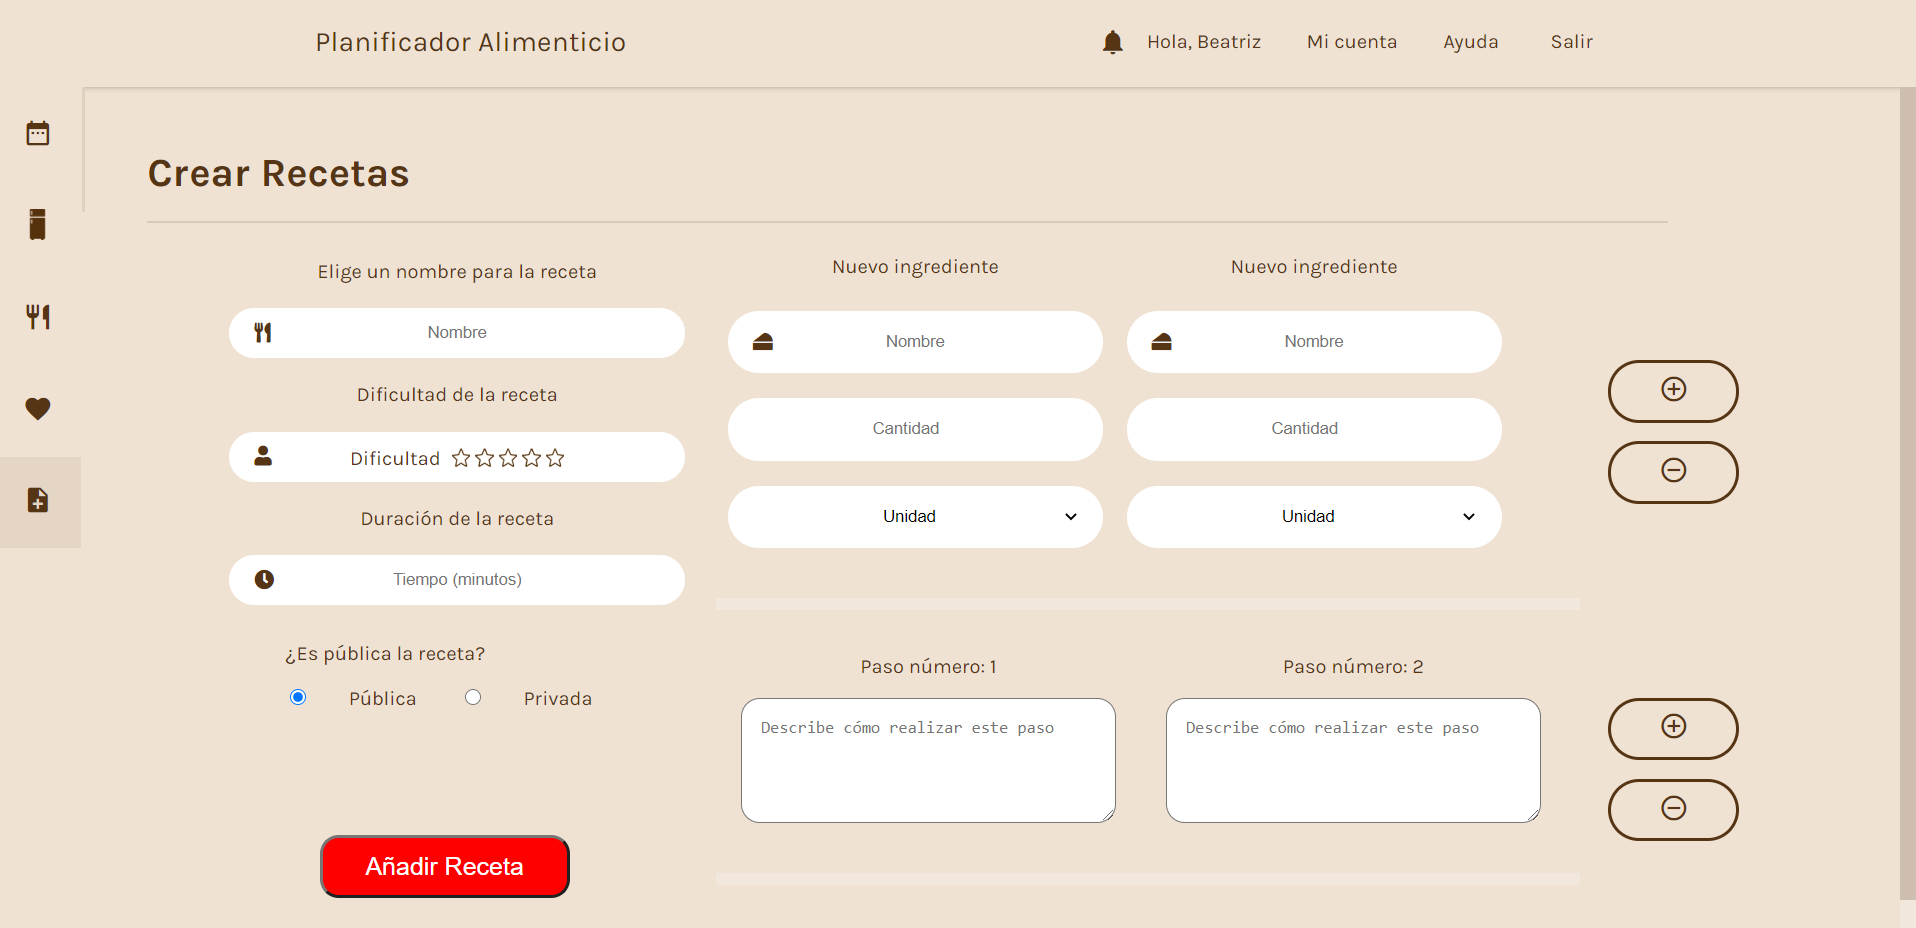 Planificador Alimenticio
Hola, Beatriz
Mi cuenta
Ayuda
Salir
Crear Recetas
Elige un nombre para la receta
Nombre
Dificultad de la receta
Dificultad
Duración de la receta
Tiempo (minutos)
¿Es pública la receta?
Pública
Privada
Añadir Receta
Nuevo ingrediente
Nombre
Cantidad
Unidad
Nuevo ingrediente
Nombre
Cantidad
Unidad
Paso número: 1
Describe cómo realizar este paso
Paso número: 2
Describe cómo realizar este paso